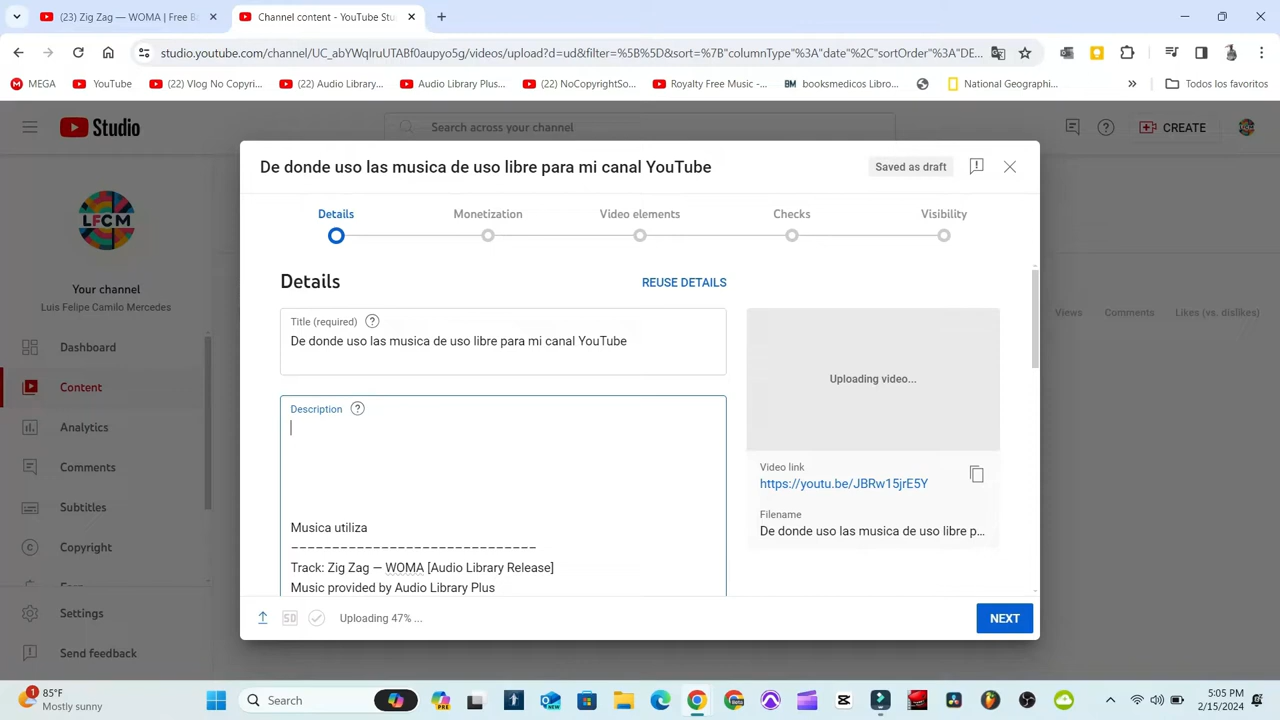 (23) Zig Zag — WOMA | Free B
Channel content - YouTube Stu
studio.youtube.com/channel/UC_abYWqlruUTABf0aupyo5g/videos/upload?d=ud&filter=%5B%5D&sort=%7B"columnType"%3A"date"%2C"sortOrder"%3A"DE...
MEGA
YouTube
(22) Vlog No Copyri...
(22) Audio Library...
Audio Library Plus...
(22) NoCopyrightSo...
Royalty Free Music -...
BM
booksmedicos Libro...
National Geographi...
»
Todos los favoritos
Studio
Search across your channel
CREATE
De donde uso las musica de uso libre para mi canal YouTube
Saved as draft
Details
Monetization
Video elements
Checks
Visibility
LFCM
Your channel
Luis Felipe Camilo Mercedes
Dashboard
Content
Analytics
Comments
Subtitles
Copyright
Settings
Send feedback
Views
Comments
Likes (vs. dislikes)
Details
REUSE DETAILS
Title (required)
De donde uso las musica de uso libre para mi canal YouTube
Description
Musica utiliza
––––––––––––––––––––––––––––––
Track: Zig Zag — WOMA [Audio Library Release]
Music provided by Audio Library Plus
Uploading video...
Video link
https://youtu.be/JBRw15jrE5Y
Filename
De donde uso las musica de uso libre p...
SD
Uploading 47% ...
NEXT
1
85°F
Mostly sunny
Search
PRE
NEW
Beta
5:05 PM
2/15/2024